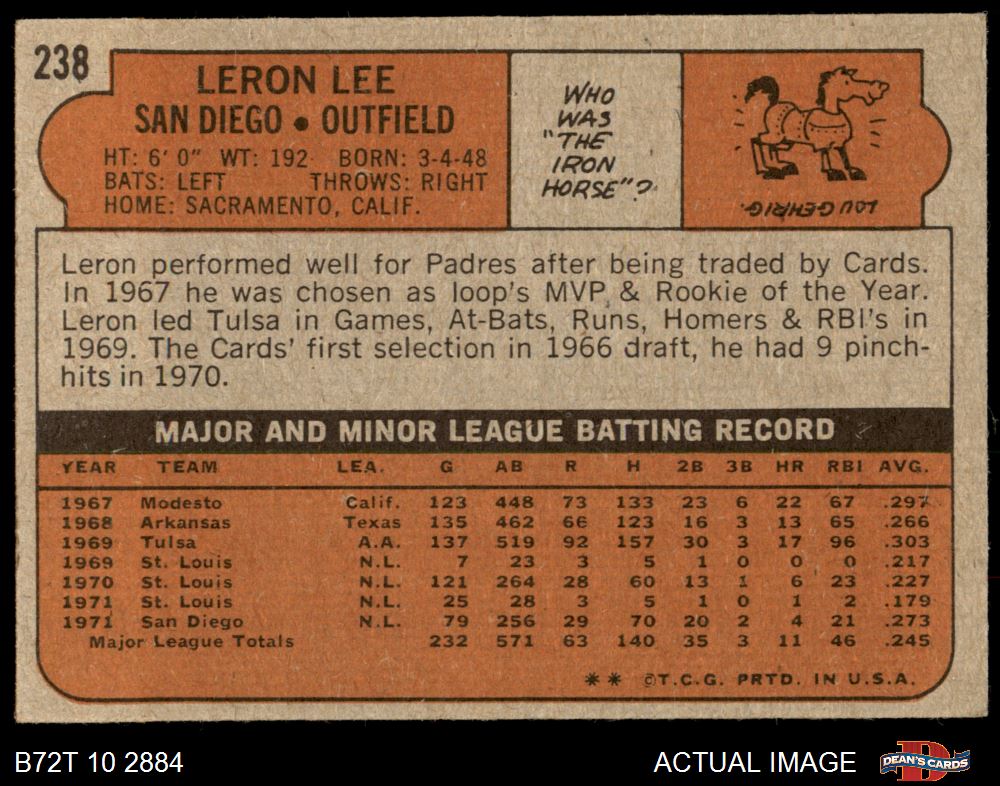 238
LERON LEE
SAN DIEGO • OUTFIELD
HT: 6' 0" WT: 192 BORN: 3-4-48
BATS: LEFT THROWS: RIGHT
HOME: SACRAMENTO, CALIF.
WHO
WAS
"THE
IRON
HORSE"?
LOU GEHRIG.
Leron performed well for Padres after being traded by Cards.
In 1967 he was chosen as loop's MVP & Rookie of the Year.
Leron led Tulsa in Games, At-Bats, Runs, Homers & RBI's in
1969. The Cards' first selection in 1966 draft, he had 9 pinch-
hits in 1970.
MAJOR AND MINOR LEAGUE BATTING RECORD
YEAR TEAM LEA. G AB R H 2B 3B HR RBI AVG.
1967 Modesto Calif. 123 448 73 133 23 6 22 67 .297
1968 Arkansas Texas 135 462 66 123 16 3 13 65 .266
1969 Tulsa A.A. 137 519 92 157 30 3 17 96 .303
1969 St. Louis N.L. 7 23 3 5 1 0 0 0 .217
1970 St. Louis N.L. 121 264 28 60 13 1 6 23 .227
1971 St. Louis N.L. 25 28 3 5 1 0 1 2 .179
1971 San Diego N.L. 79 256 29 70 20 2 4 21 .273
Major League Totals 232 571 63 140 35 3 11 46 .245
** ©T.C.G. PRTD. IN U.S.A.
B72T 10 2884 ACTUAL IMAGE
D
DEAN'S CARDS